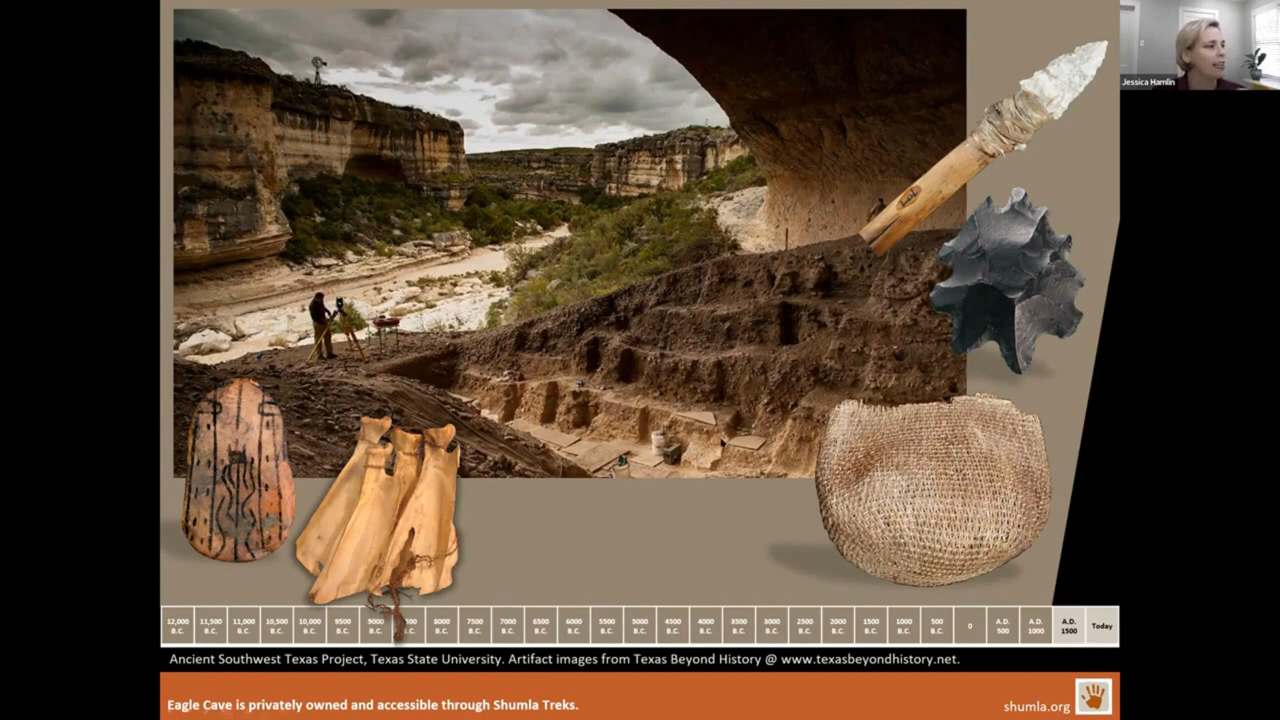 Jessica Hamlin
12,000 B.C. 11,500 B.C. 11,000 B.C. 10,500 B.C. 10,000 B.C. 9500 B.C. 9000 B.C. B.C. 8000 B.C. 7500 B.C. 7000 B.C. 6500 B.C. 6000 B.C. 5500 B.C. 5000 B.C. 4500 B.C. 4000 B.C. 3500 B.C. 3000 B.C. 2500 B.C. 2000 B.C. 1500 B.C. 1000 B.C. 500 B.C. 0 A.D. 500 A.D. 1000 A.D. 1500 Today
Ancient Southwest Texas Project, Texas State University. Artifact images from Texas Beyond History @ www.texasbeyondhistory.net.
Eagle Cave is privately owned and accessible through Shumla Treks.
shumla.org